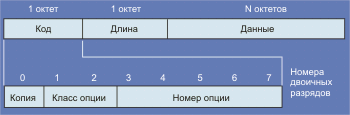 1 октет 1 октет N октетов
Код Длина Данные
0 1 2 3 4 5 6 7
Номера
двоичных
разрядов
Копия Класс опции Номер опции